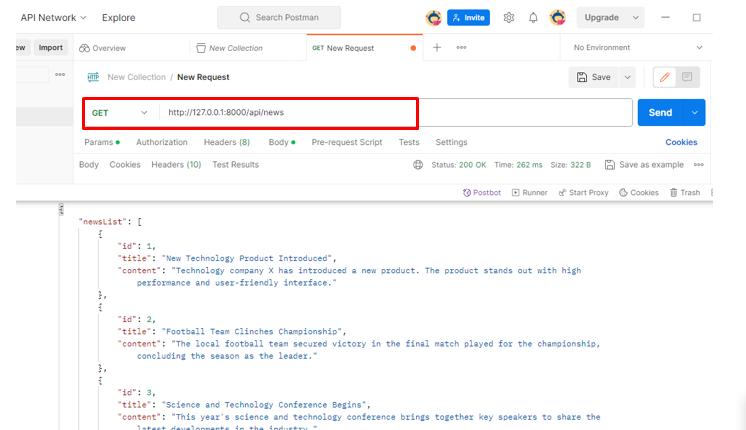 API Network Explore Search Postman Invite Upgrade
ew Import Overview New Collection GET New Request No Environment
HTTP New Collection / New Request Save
GET http://127.0.0.1:8000/api/news Send
Params Authorization Headers (8) Body Pre-request Script Tests Settings Cookies
Body Cookies Headers (10) Test Results Status: 200 OK Time: 262 ms Size: 322 B Save as example
Postbot Runner Start Proxy Cookies Trash
{
"newsList": [
{
"id": 1,
"title": "New Technology Product Introduced",
"content": "Technology company X has introduced a new product. The product stands out with high
performance and user-friendly interface."
},
{
"id": 2,
"title": "Football Team Clinches Championship",
"content": "The local football team secured victory in the final match played for the championship,
concluding the season as the leader."
},
{
"id": 3,
"title": "Science and Technology Conference Begins",
"content": "This year's science and technology conference brings together key speakers to share the
latest developments in the industry."